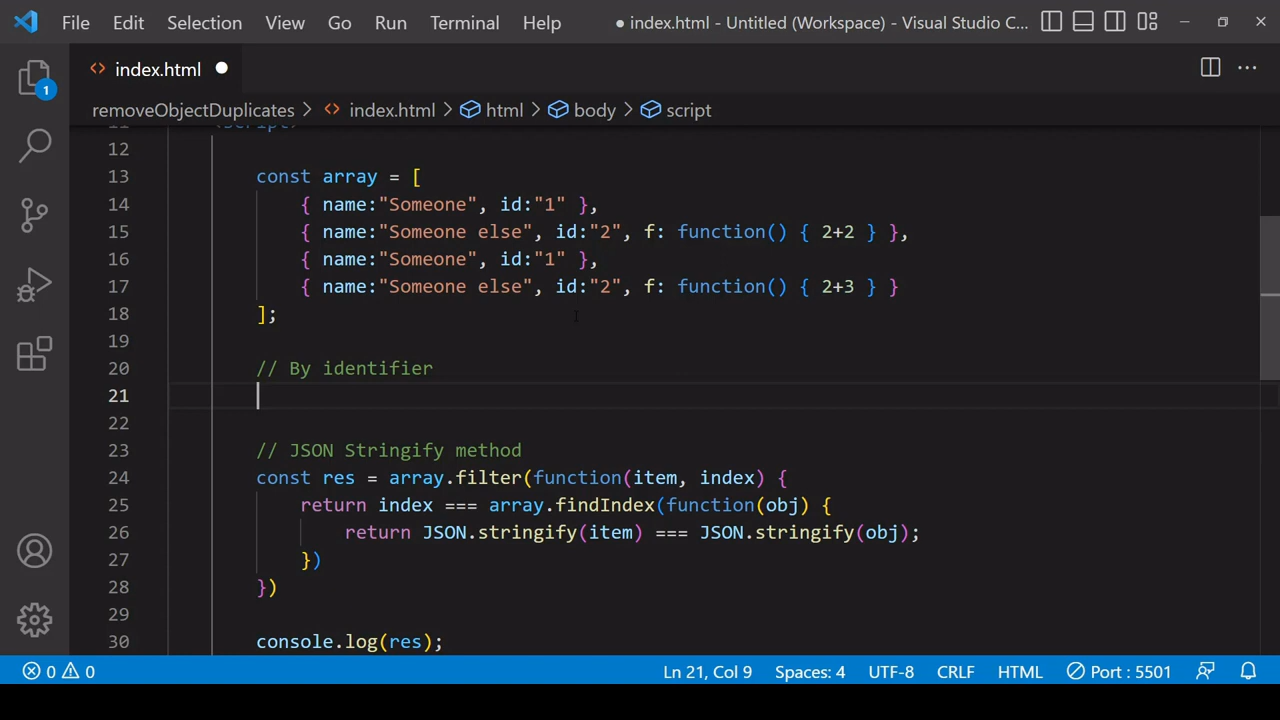 File Edit Selection View Go Run Terminal Help ● index.html - Untitled (Workspace) - Visual Studio C...
index.html
removeObjectDuplicates > index.html > html > body > script
11 <script>
12
13 const array = [
14 { name:"Someone", id:"1" },
15 { name:"Someone else", id:"2", f: function() { 2+2 } },
16 { name:"Someone", id:"1" },
17 { name:"Someone else", id:"2", f: function() { 2+3 } }
18 ];
19
20 // By identifier
21
22
23 // JSON Stringify method
24 const res = array.filter(function(item, index) {
25 return index === array.findIndex(function(obj) {
26 return JSON.stringify(item) === JSON.stringify(obj);
27 })
28 })
29
30 console.log(res);
1
0 0 Ln 21, Col 9 Spaces: 4 UTF-8 CRLF HTML Port : 5501